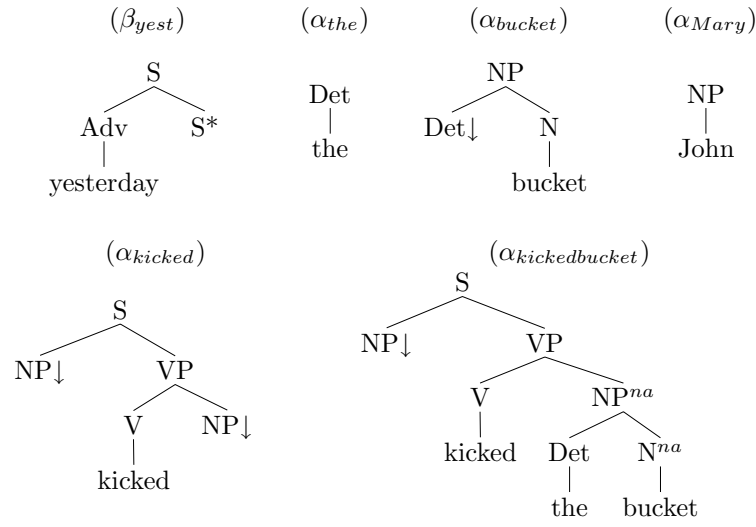 (β_yest) (α_the) (α_bucket) (α_Mary)
S NP
Det NP
Adv S* Det↓ N
the John
yesterday bucket
(α_kicked) (α_kickedbucket)
S
S
NP↓ VP
NP↓ VP
V NP^na
V NP↓
kicked Det N^na
kicked
the bucket